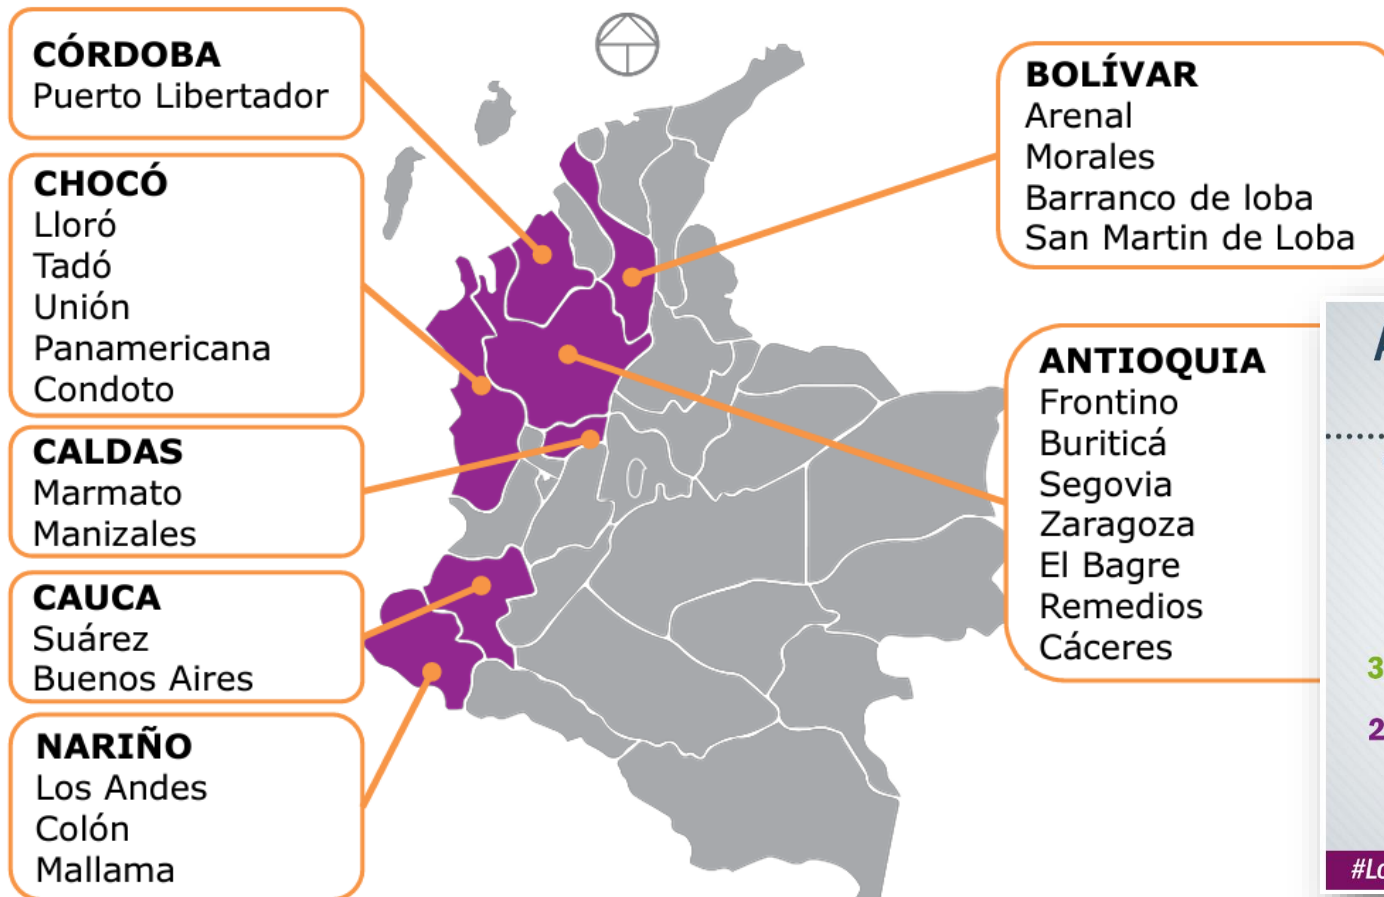 CÓRDOBA
Puerto Libertador
CHOCÓ
Lloró
Tadó
Unión
Panamericana
Condoto
CALDAS
Marmato
Manizales
CAUCA
Suárez
Buenos Aires
NARIÑO
Los Andes
Colón
Mallama
BOLÍVAR
Arenal
Morales
Barranco de loba
San Martin de Loba
ANTIOQUIA
Frontino
Buriticá
Segovia
Zaragoza
El Bagre
Remedios
Cáceres
3
2